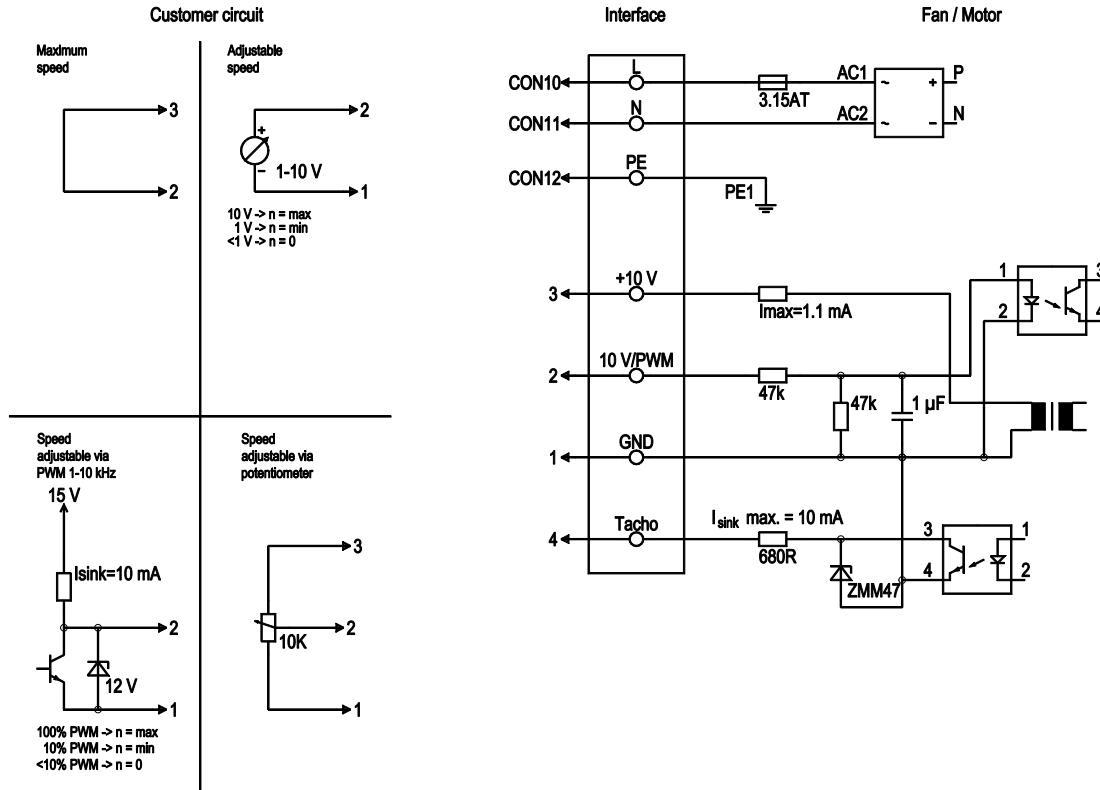 Customer circuit
Interface
Fan / Motor
Maximum
speed
3
2
Adjustable
speed
2
+
1-10 V
−
1
10 V -> n = max
1 V -> n = min
<1 V -> n = 0
CON10
L
3.15AT
AC1
~
+
P
CON11
N
AC2
~
−
N
CON12
PE
PE1
3
+10 V
Imax=1.1 mA
1
2
3
4
2
10 V/PWM
47k
47k
1 µF
1
GND
4
Tacho
Isink max. = 10 mA
680R
ZMM47
3
4
1
2
Speed
adjustable via
PWM 1-10 kHz
15 V
Isink=10 mA
2
12 V
1
100% PWM -> n = max
10% PWM -> n = min
<10% PWM -> n = 0
Speed
adjustable via
potentiometer
3
2
10K
1